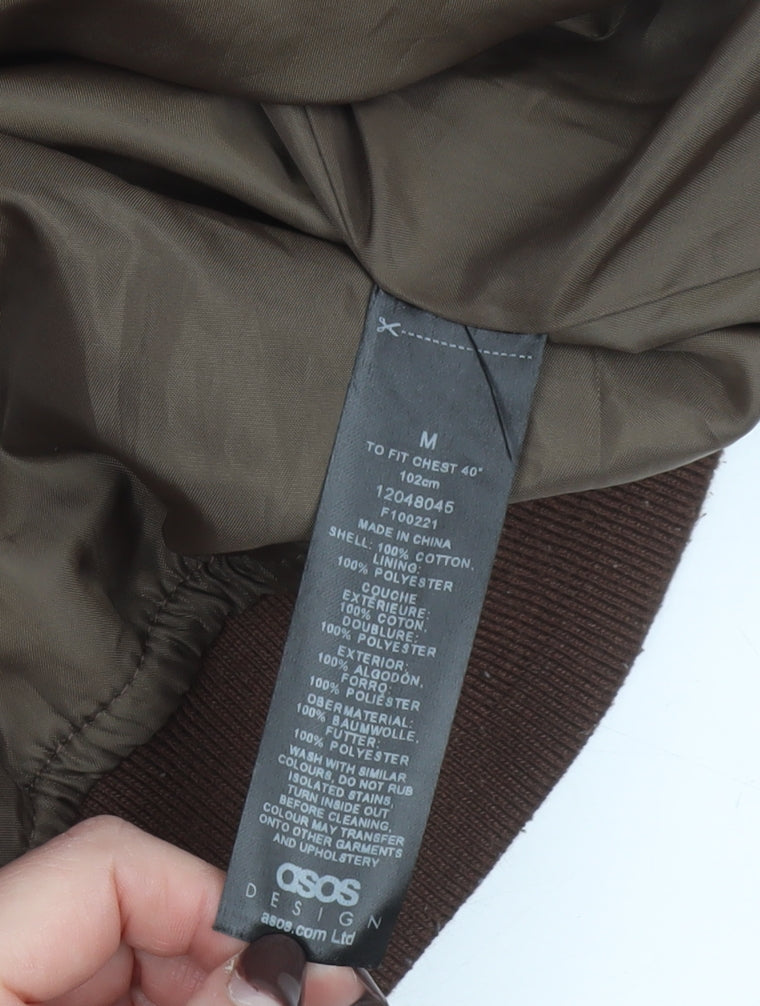 M
TO FIT CHEST 40"
102cm
12048045
F100221
MADE IN CHINA
SHELL: 100% COTTON,
LINING:
100% POLYESTER
COUCHE
EXTÉRIEURE:
100% COTON,
DOUBLURE:
100% POLYESTER
EXTERIOR:
100% ALGODÓN,
FORRO:
100% POLIÉSTER
OBERMATERIAL:
100% BAUMWOLLE,
FUTTER:
100% POLYESTER
WASH WITH SIMILAR
COLOURS, DO NOT RUB
ISOLATED STAINS,
TURN INSIDE OUT
BEFORE CLEANING,
COLOUR MAY TRANSFER
ONTO OTHER GARMENTS
AND UPHOLSTERY
asos
DESIGN
asos.com Ltd